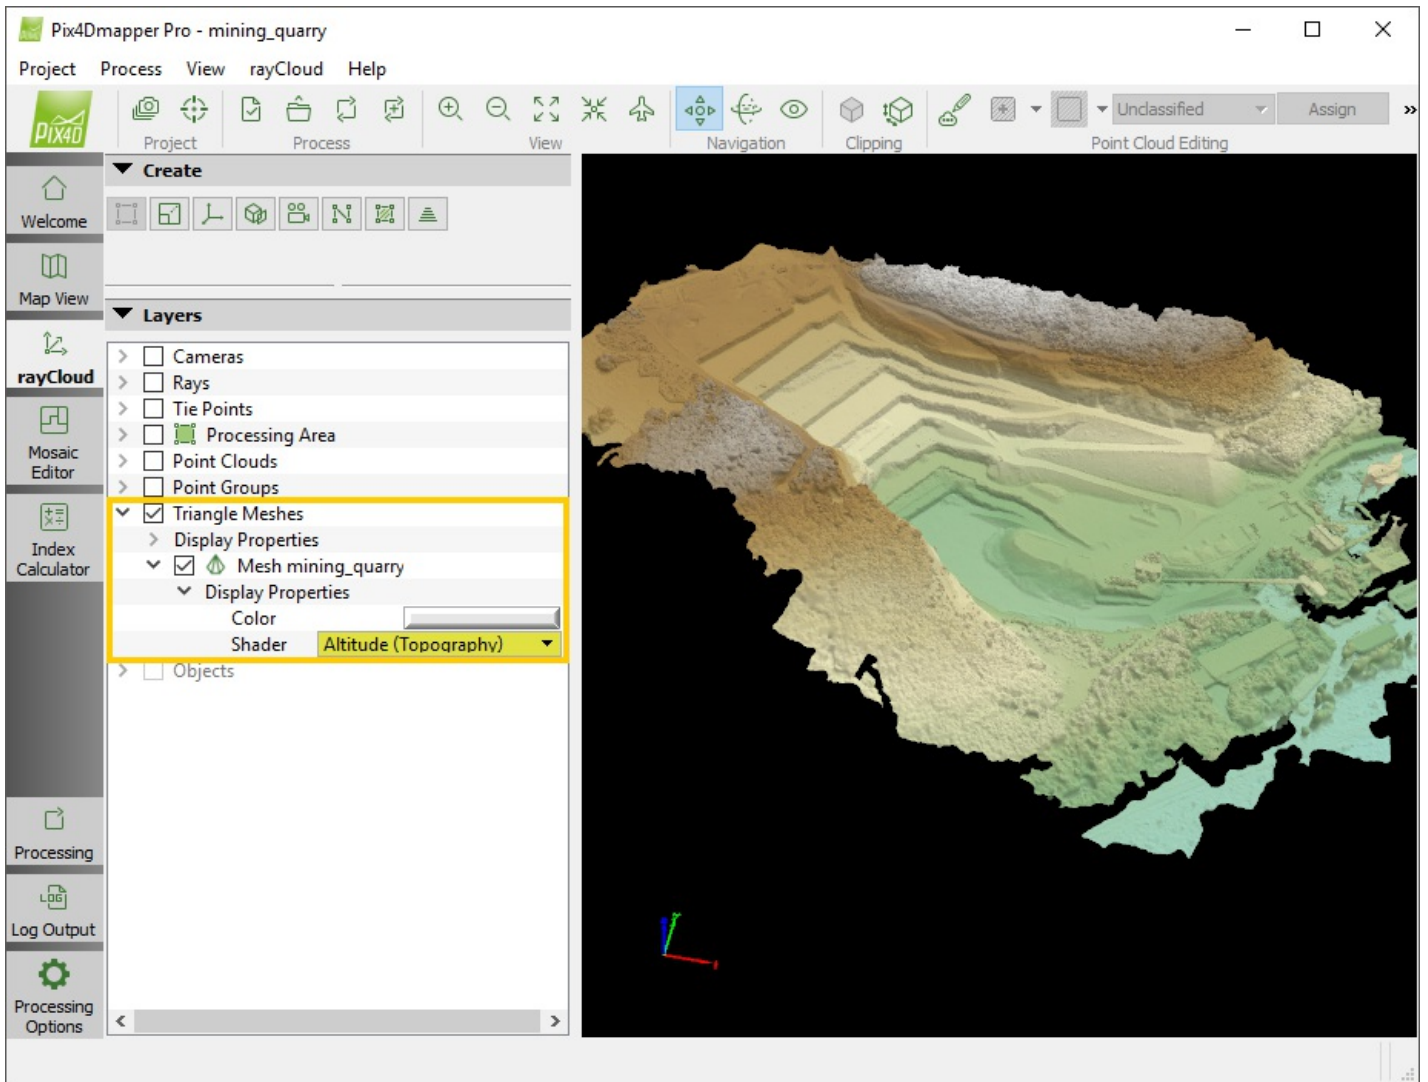 Pix4Dmapper Pro - mining_quarry
Project Process View rayCloud Help
PIX4D
Unclassified Assign »
Project Process View Navigation Clipping Point Cloud Editing
Create
Welcome
Map View
Layers
rayCloud
Cameras
Rays
Tie Points
Processing Area
Point Clouds
Point Groups
Mosaic
Editor
Triangle Meshes
Display Properties
Mesh mining_quarry
Display Properties
Color
Shader Altitude (Topography)
Objects
Index
Calculator
Processing
LOG
Log Output
Processing
Options